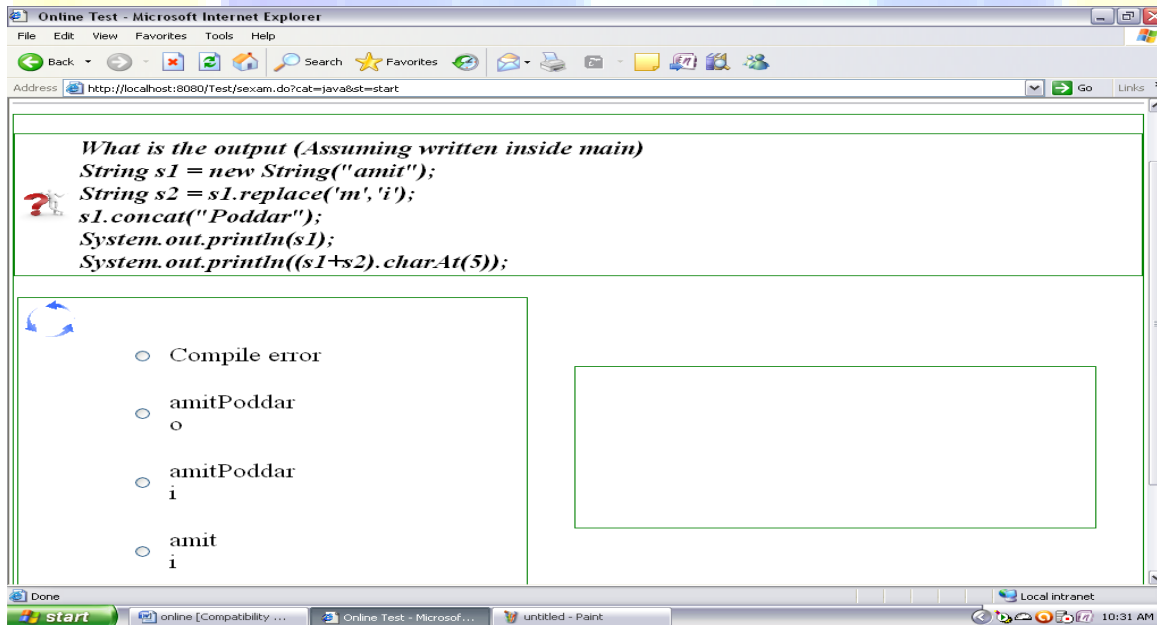 Online Test - Microsoft Internet Explorer
File Edit View Favorites Tools Help
Back Search Favorites
Address http://localhost:8080/Test/sexam.do?cat=java&st=start Go Links
What is the output (Assuming written inside main)
String s1 = new String("amit");
String s2 = s1.replace('m','i');
s1.concat("Poddar");
System.out.println(s1);
System.out.println((s1+s2).charAt(5));
Compile error
amitPoddar
o
amitPoddar
i
amit
i
Done Local intranet
start online [Compatibility ... Online Test - Microsof... untitled - Paint 10:31 AM